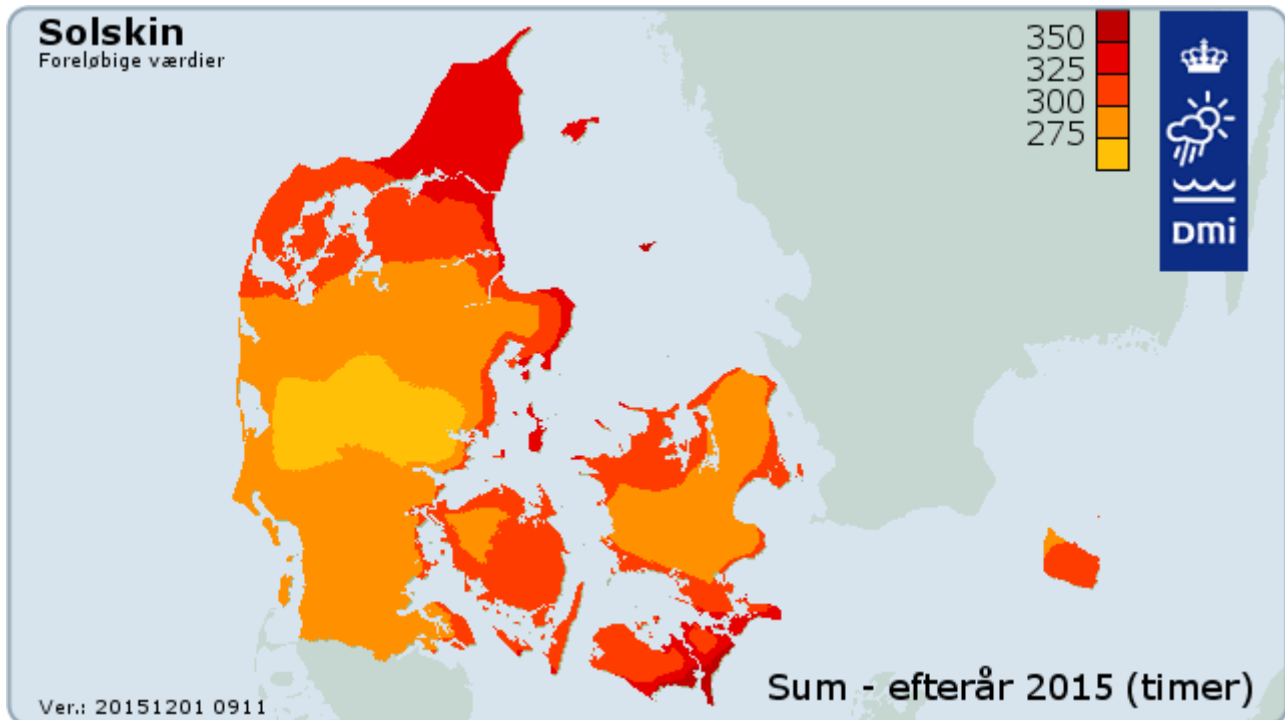 Solskin
Foreløbige værdier
350
325
300
275
DMI
Sum - efterår 2015 (timer)
Ver.: 20151201 0911